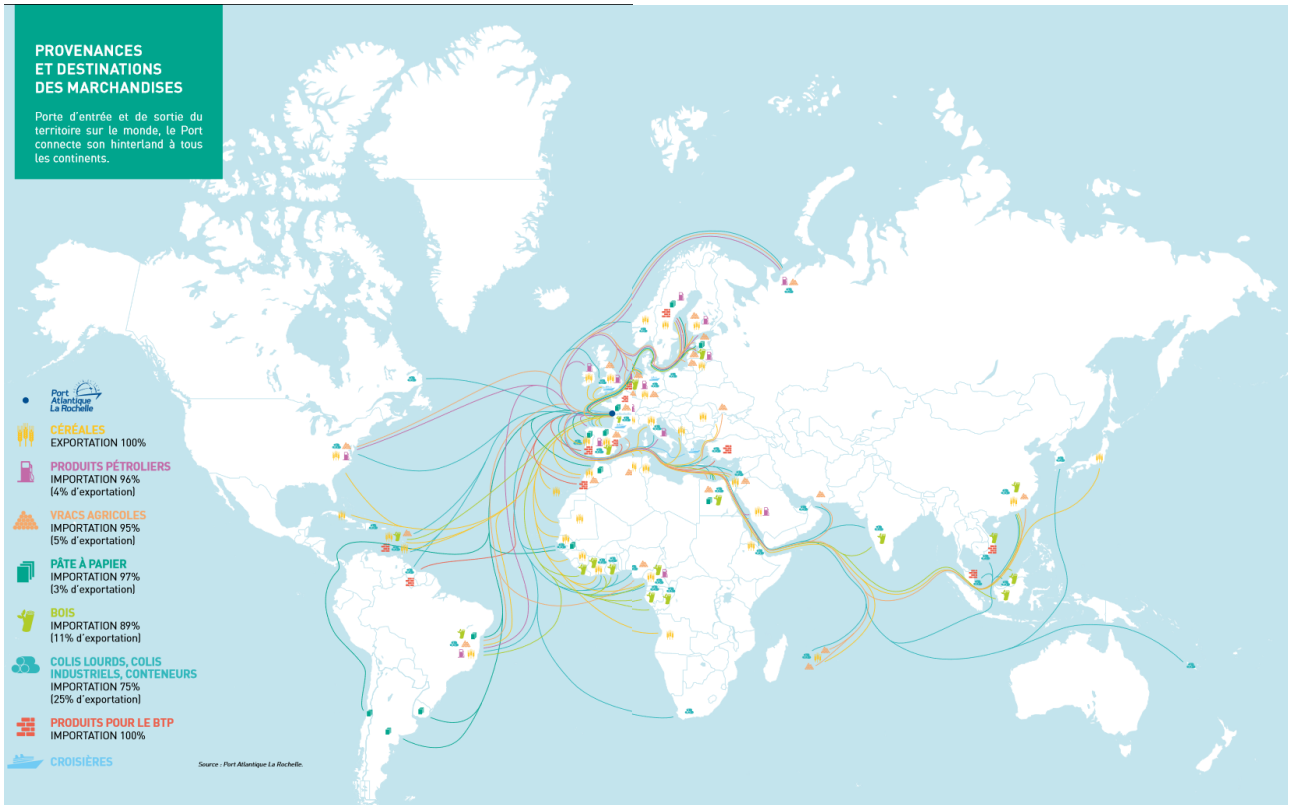 PROVENANCES
ET DESTINATIONS
DES MARCHANDISES
Porte d'entrée et de sortie du
territoire sur le monde, le Port
connecte son hinterland à tous
les continents.
Port
Atlantique
La Rochelle
CÉRÉALES
EXPORTATION 100%
PRODUITS PÉTROLIERS
IMPORTATION 96%
(4% d'exportation)
VRACS AGRICOLES
IMPORTATION 95%
(5% d'exportation)
PÂTE À PAPIER
IMPORTATION 97%
(3% d'exportation)
BOIS
IMPORTATION 89%
(11% d'exportation)
COLIS LOURDS, COLIS
INDUSTRIELS, CONTENEURS
IMPORTATION 75%
(25% d'exportation)
PRODUITS POUR LE BTP
IMPORTATION 100%
CROISIÈRES
Source : Port Atlantique La Rochelle.